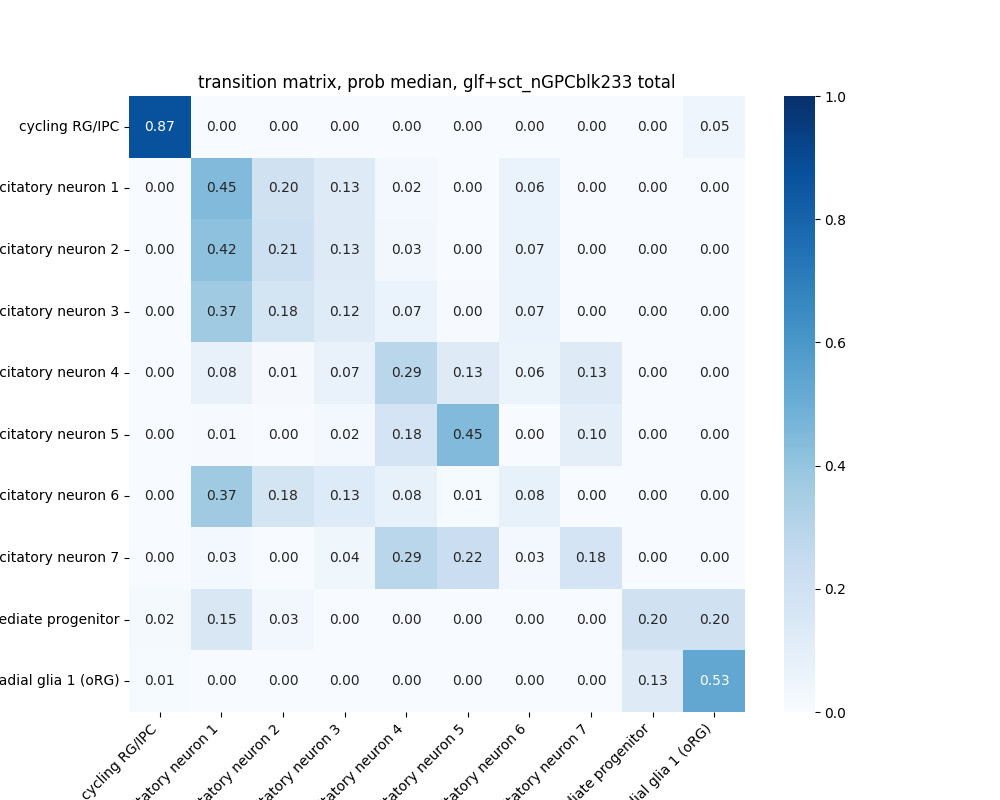 transition matrix, prob median, glf+sct_nGPCblk233 total
cycling RG/IPC 0.87 0.00 0.00 0.00 0.00 0.00 0.00 0.00 0.00 0.05
citatory neuron 1 0.00 0.45 0.20 0.13 0.02 0.00 0.06 0.00 0.00 0.00
citatory neuron 2 0.00 0.42 0.21 0.13 0.03 0.00 0.07 0.00 0.00 0.00
citatory neuron 3 0.00 0.37 0.18 0.12 0.07 0.00 0.07 0.00 0.00 0.00
citatory neuron 4 0.00 0.08 0.01 0.07 0.29 0.13 0.06 0.13 0.00 0.00
citatory neuron 5 0.00 0.01 0.00 0.02 0.18 0.45 0.00 0.10 0.00 0.00
citatory neuron 6 0.00 0.37 0.18 0.13 0.08 0.01 0.08 0.00 0.00 0.00
citatory neuron 7 0.00 0.03 0.00 0.04 0.29 0.22 0.03 0.18 0.00 0.00
ediate progenitor 0.02 0.15 0.03 0.00 0.00 0.00 0.00 0.00 0.20 0.20
adial glia 1 (oRG) 0.01 0.00 0.00 0.00 0.00 0.00 0.00 0.00 0.13 0.53
cycling RG/IPC
tatory neuron 1
itatory neuron 2
tatory neuron 3
tatory neuron 4
tatory neuron 5
tatory neuron 6
tatory neuron 7
diate progenitor
dial glia 1 (oRG)
1.0
0.8
0.6
0.4
0.2
0.0